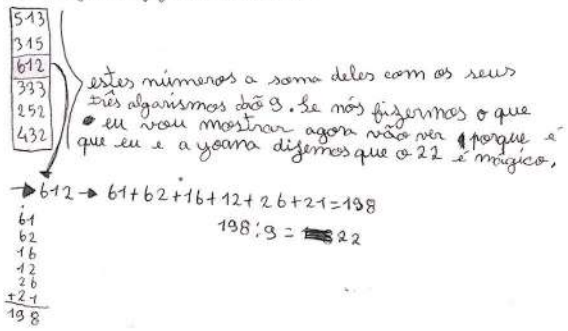 513
315
612
333
252
432
estes números a soma deles com os seus
três algarismos dão 9. Se nós fizermos o que
eu vou mostrar agora vão ver porque é
que eu e a yoana dizemos que o 22 é mágico,
612 → 61+62+16+12+26+21=198
198:9= 22
61
62
16
12
26
+21
198